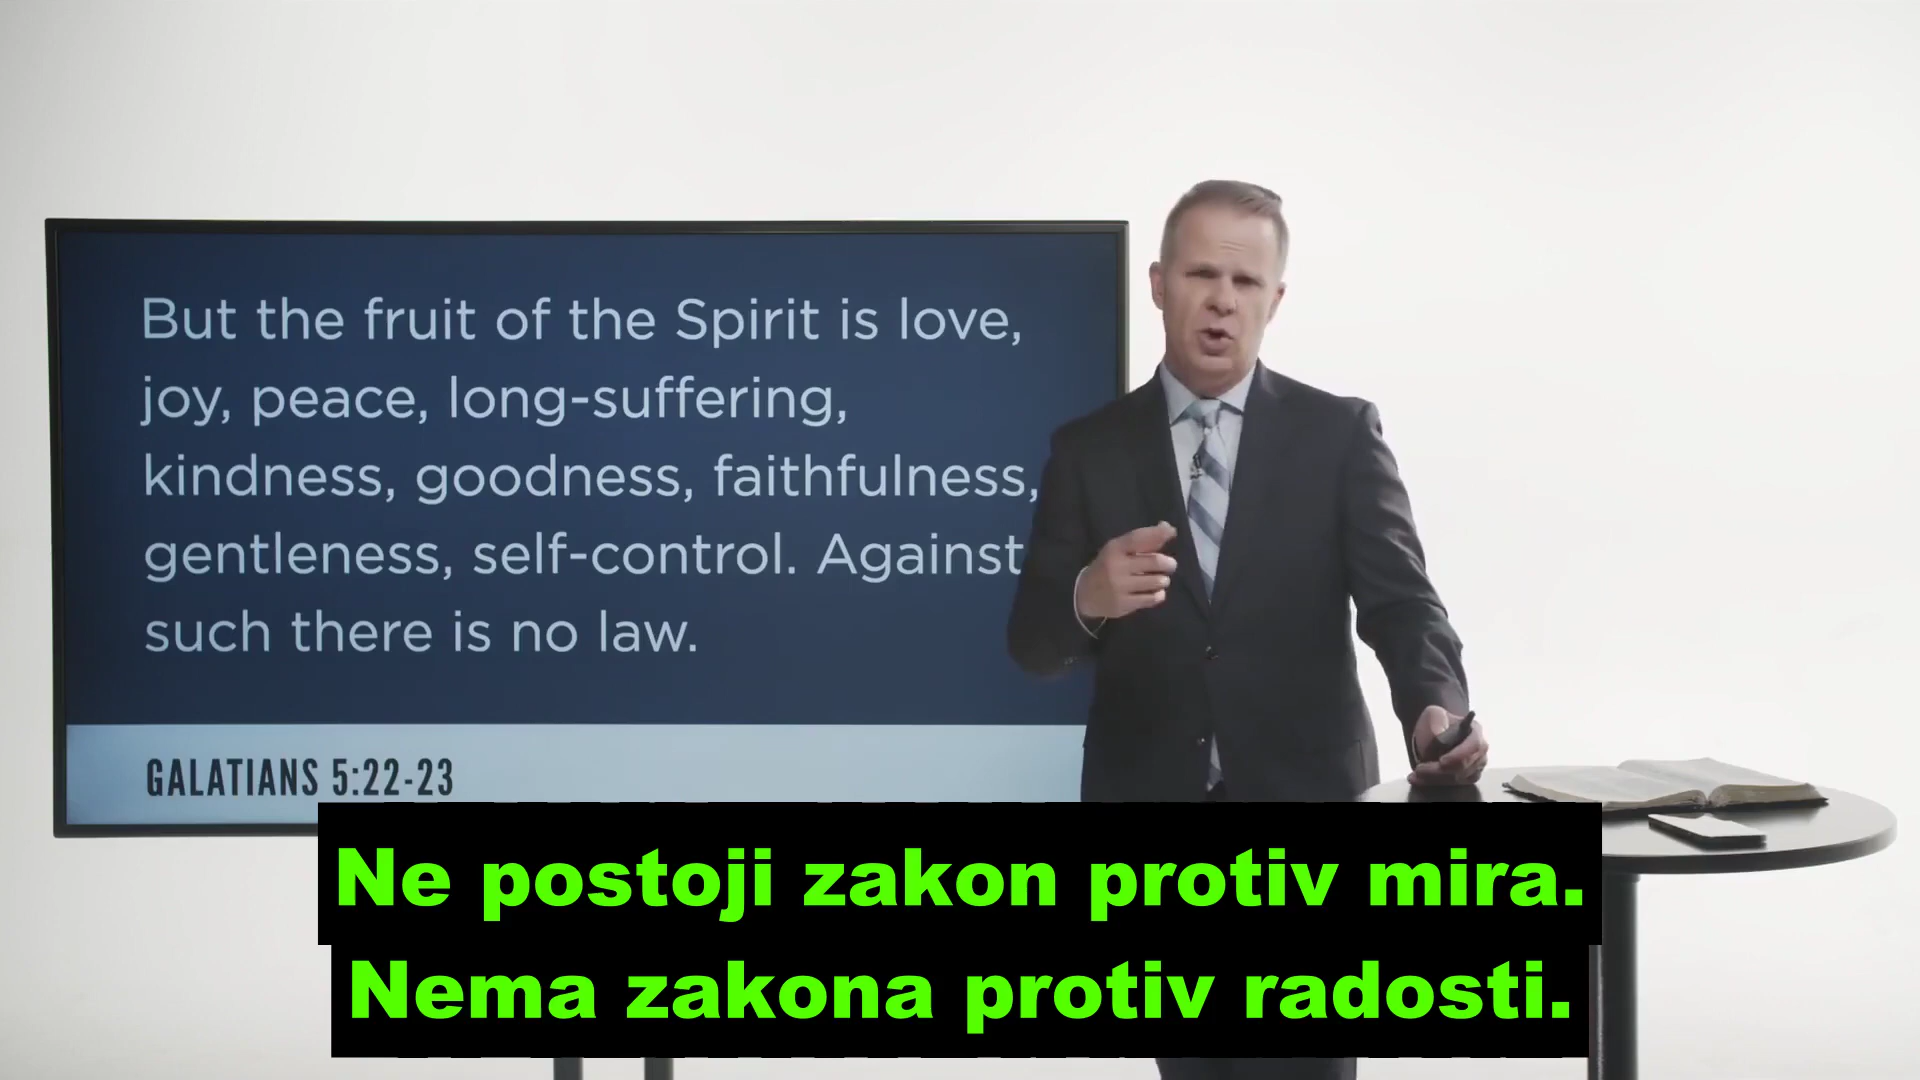 But the fruit of the Spirit is love,
joy, peace, long-suffering,
kindness, goodness, faithfulness,
gentleness, self-control. Against
such there is no law.
GALATIANS 5:22-23
Ne postoji zakon protiv mira.
Nema zakona protiv radosti.